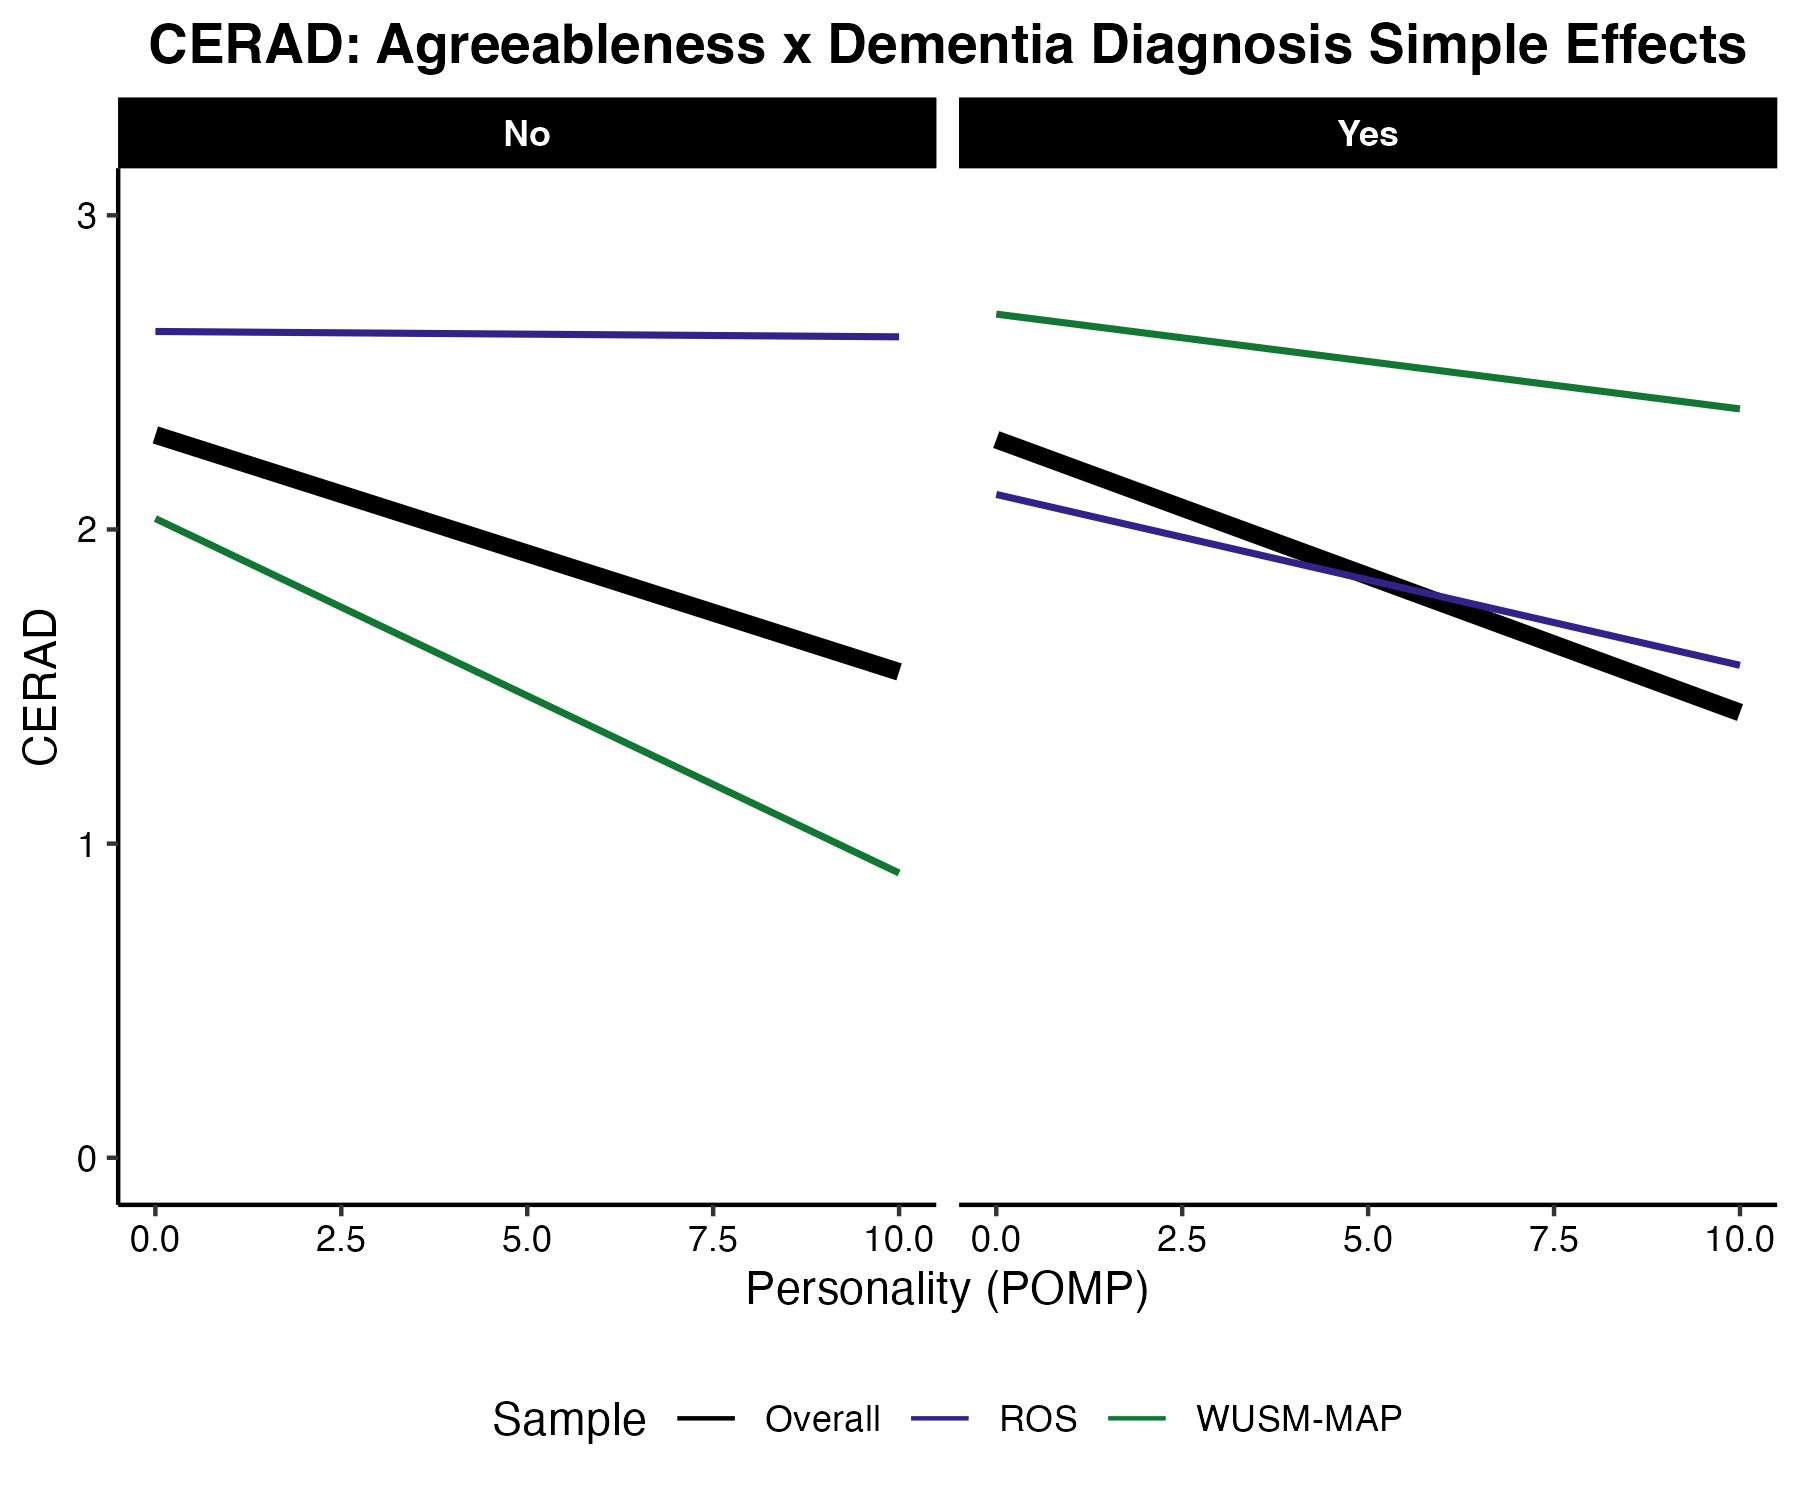 CERAD: Agreeableness x Dementia Diagnosis Simple Effects
No
Yes
3
2
1
0
CERAD
0.0 2.5 5.0 7.5 10.0 0.0 2.5 5.0 7.5 10.0
Personality (POMP)
Sample Overall ROS WUSM-MAP